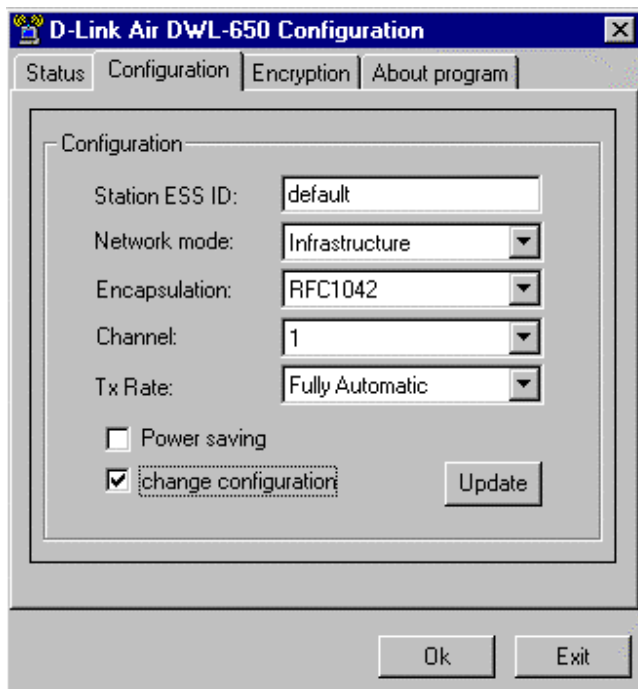 D-Link Air DWL-650 Configuration
Status Configuration Encryption About program
Configuration
Station ESS ID: default
Network mode: Infrastructure
Encapsulation: RFC1042
Channel: 1
Tx Rate: Fully Automatic
Power saving
change configuration Update
Ok Exit